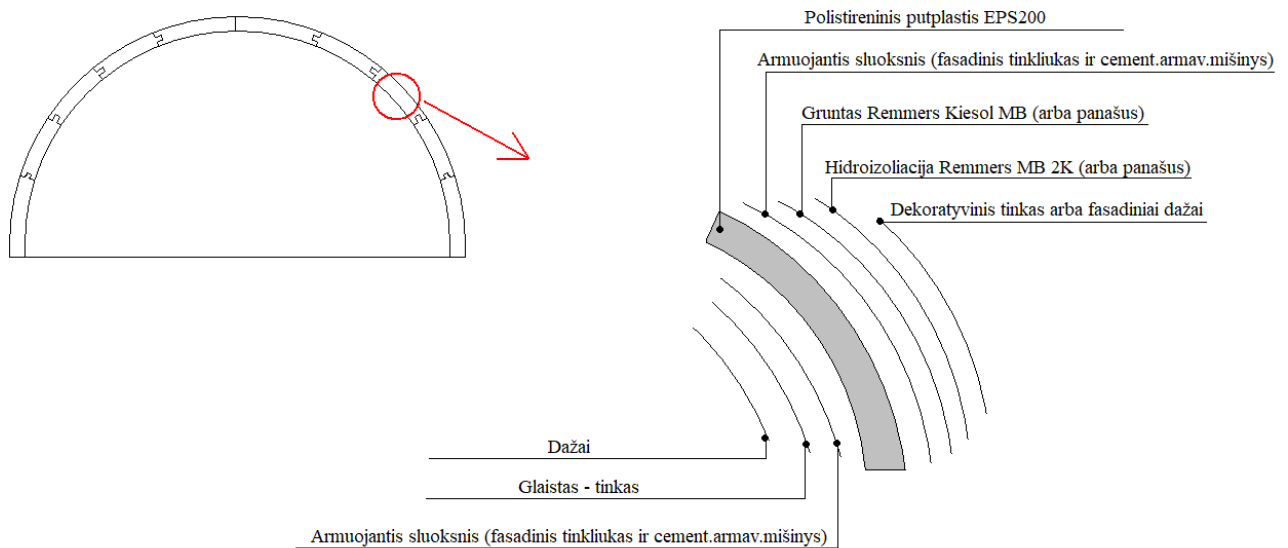 Polistireninis putplastis EPS200
Armuojantis sluoksnis (fasadinis tinkliukas ir cement.armav.mišinys)
Gruntas Remmers Kiesol MB (arba panašus)
Hidroizoliacija Remmers MB 2K (arba panašus)
Dekoratyvinis tinkas arba fasadiniai dažai
Dažai
Glaistas - tinkas
Armuojantis sluoksnis (fasadinis tinkliukas ir cement.armav.mišinys)